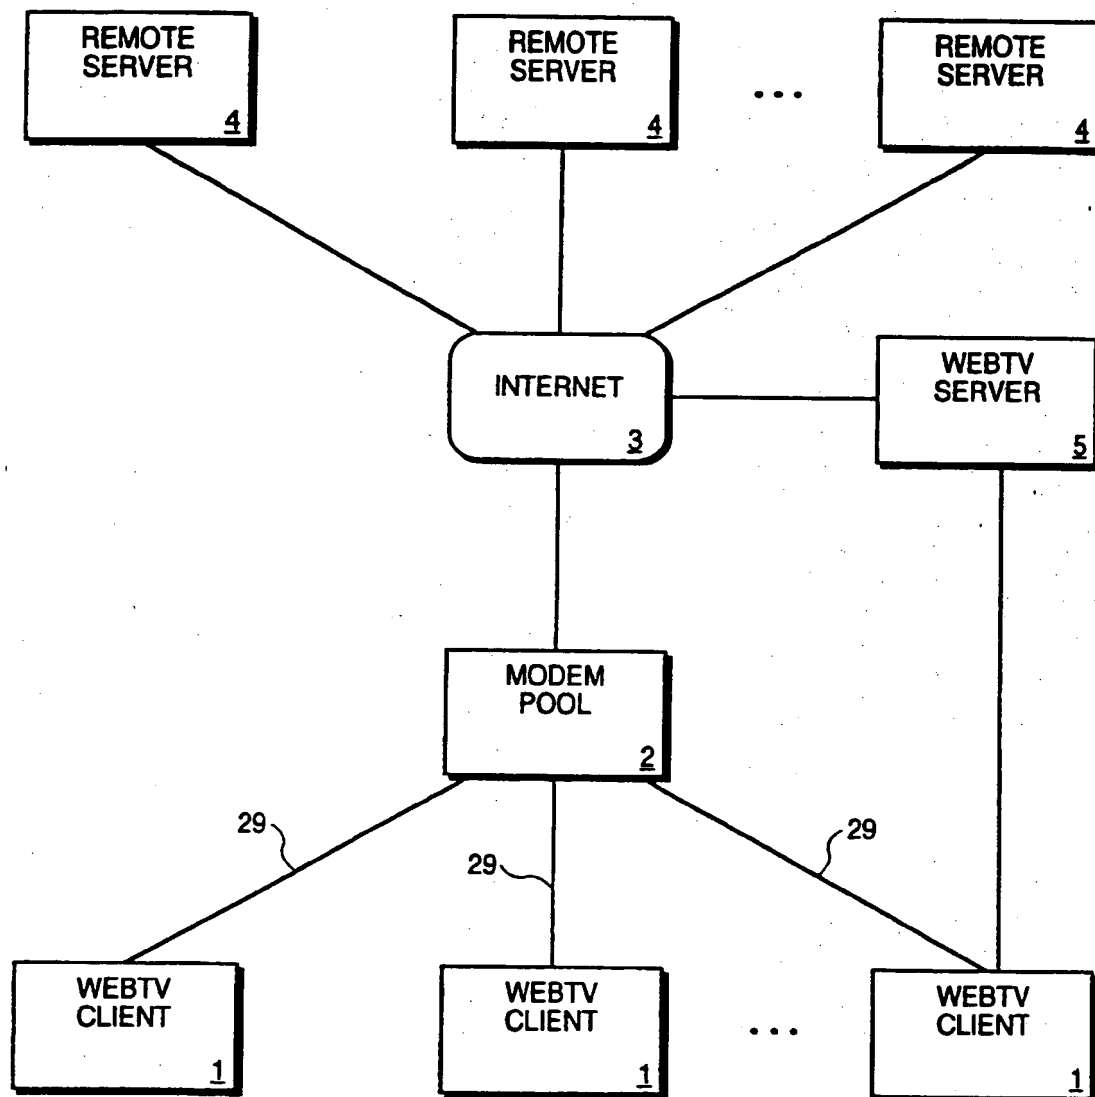 REMOTE
SERVER
4
REMOTE
SERVER
4
...
REMOTE
SERVER
4
INTERNET
3
WEBTV
SERVER
5
MODEM
POOL
2
29
29
29
WEBTV
CLIENT
1
WEBTV
CLIENT
1
...
WEBTV
CLIENT
1